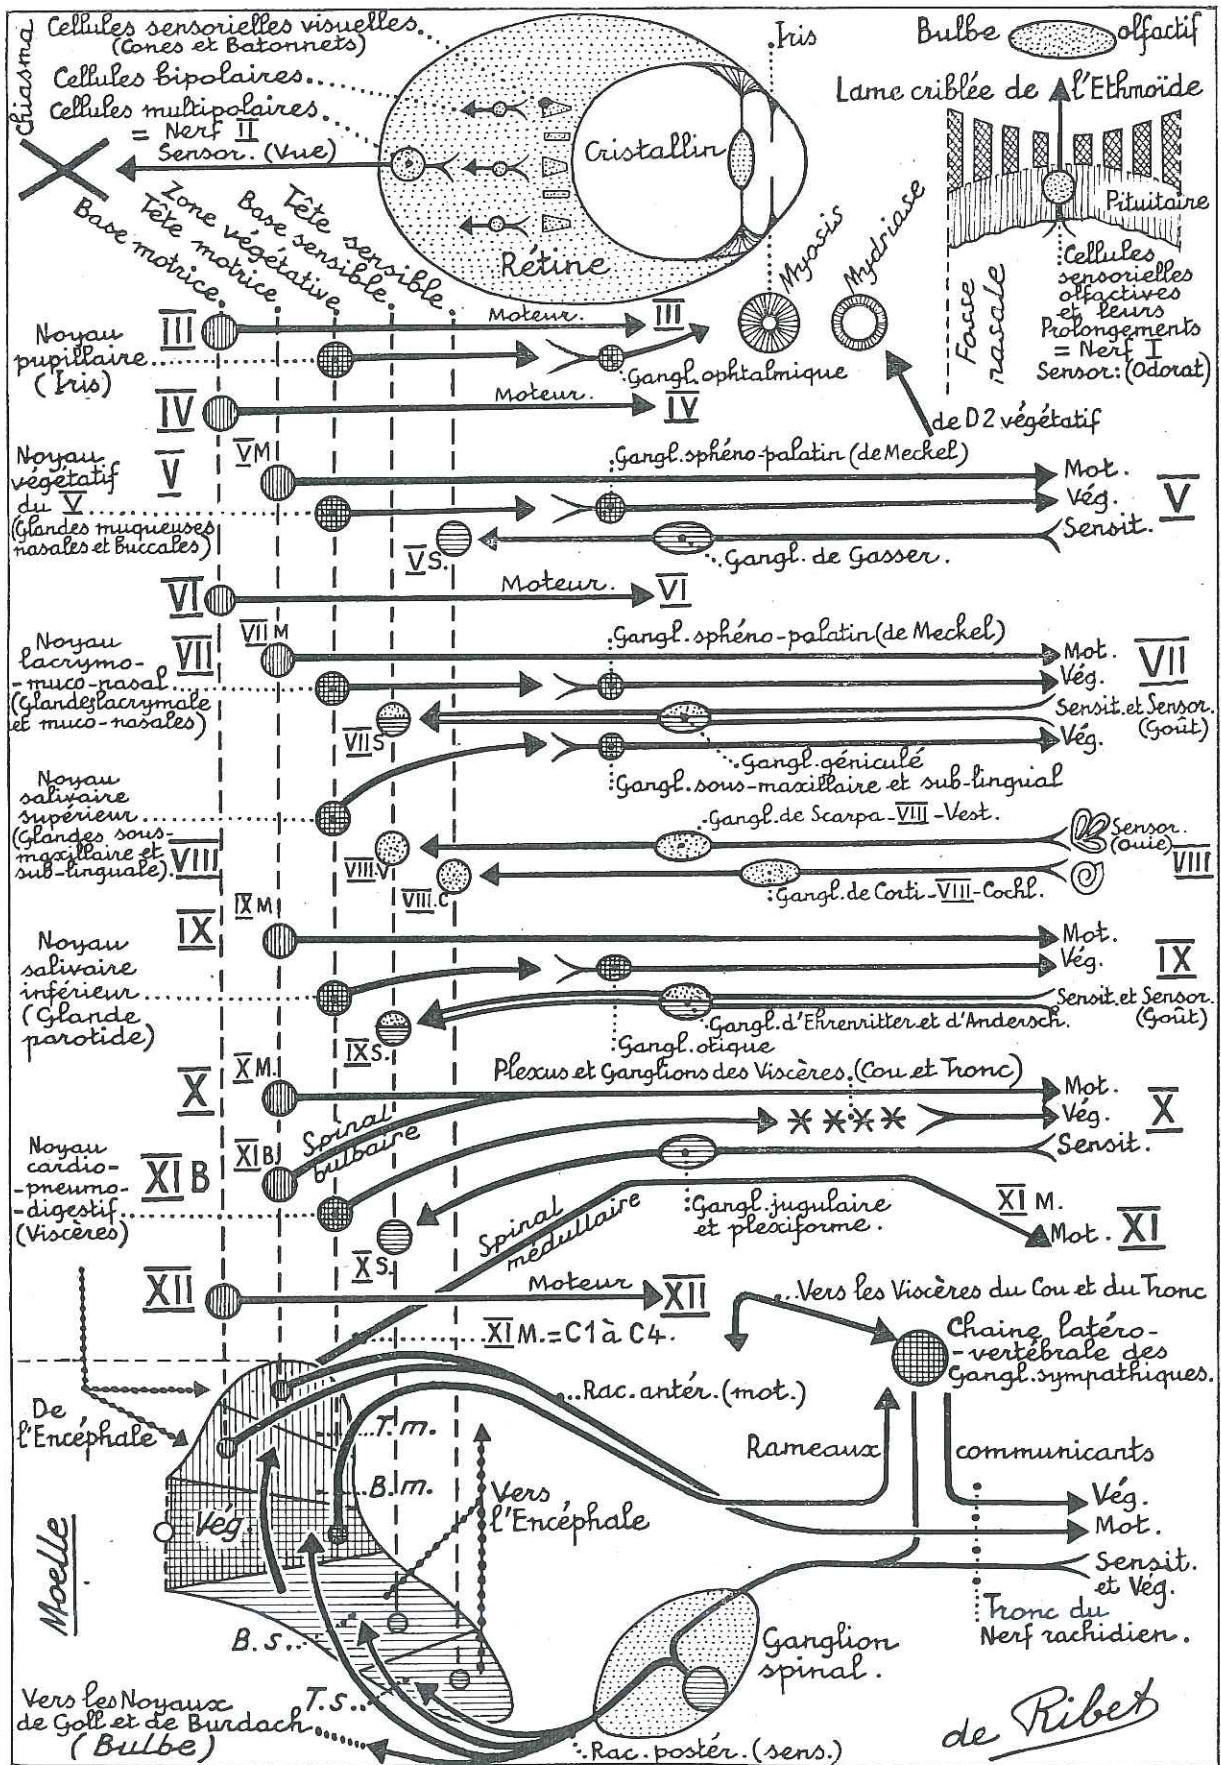 Chiasma
Cellules sensorielles visuelles
(Cones et Batonnets)
Cellules bipolaires
Cellules multipolaires
= Nerf II
Sensor. (Vue)
Cristallin
Rétine
Iris
Myosis
Mydriase
Bulbe olfactif
Lame criblée de l'Ethmoïde
Pituitaire
Fosse
nasale
Cellules
sensorielles
olfactives
et leurs
Prolongements
= Nerf I
Sensor: (Odorat)
Base motrice
Tête motrice
Zone végétative
Base sensible
Tête sensible
III
Moteur.
III
Noyau
pupillaire
(Iris)
Gangl. ophtalmique
IV
Moteur.
IV
de D2 végétatif
Noyau
végétatif
du V
(Glandes muqueuses
nasales et buccales)
V
VM
Gangl. sphéno-palatin (de Meckel)
Mot.
Vég.
Sensit.
V
VS.
Gangl. de Gasser.
VI
Moteur.
VI
Noyau
lacrymo-
-muco-nasal
(Glande lacrymale
et muco-nasales)
VII
VII M
Gangl. sphéno-palatin (de Meckel)
Mot.
Vég.
VII
Sensit. et Sensor.
(Goût)
Vég.
VII S
Gangl. géniculé
Gangl. sous-maxillaire et sub-lingual
Noyau
salivaire
supérieur
(Glandes sous-
maxillaire et
sub-linguale).
VIII
Gangl. de Scarpa-VIII-Vest.
Sensor.
(Ouïe)
VIII
VIII.V
VIII.C
Gangl. de Corti-VIII-Cochl.
IX
IX M
Mot.
Vég.
IX
Noyau
salivaire
inférieur
(Glande
parotide)
Sensit. et Sensor.
(Goût)
IX S.
Gangl. d'Ehrenritter et d'Andersch.
Gangl. otique
X
X M.
Plexus et Ganglions des Viscères. (Cou et Tronc)
Mot.
Vég.
Sensit.
X
Noyau
cardio-
-pneumo-
-digestif
(Viscères)
XI B
XI B
Spinal
bulbaire
X S.
Gangl. jugulaire
et plexiforme.
Spinal
médullaire
XI M.
Mot. XI
XII
Moteur
XII
XI M. = C1 à C4.
Vers les Viscères du Cou et du Tronc
Chaine latéro-
-vertébrale des
Gangl. sympathiques.
De
l'Encéphale
Rac. antér. (mot.)
Rameaux communicants
T. m.
B. m.
Vég
Vers
l'Encéphale
Vég.
Mot.
Sensit.
et Vég.
Moelle
B. s.
T. s.
Tronc du
Nerf rachidien.
Ganglion
spinal.
Vers les Noyaux
de Goll et de Burdach
(Bulbe)
Rac. postér. (sens.)
de Ribet